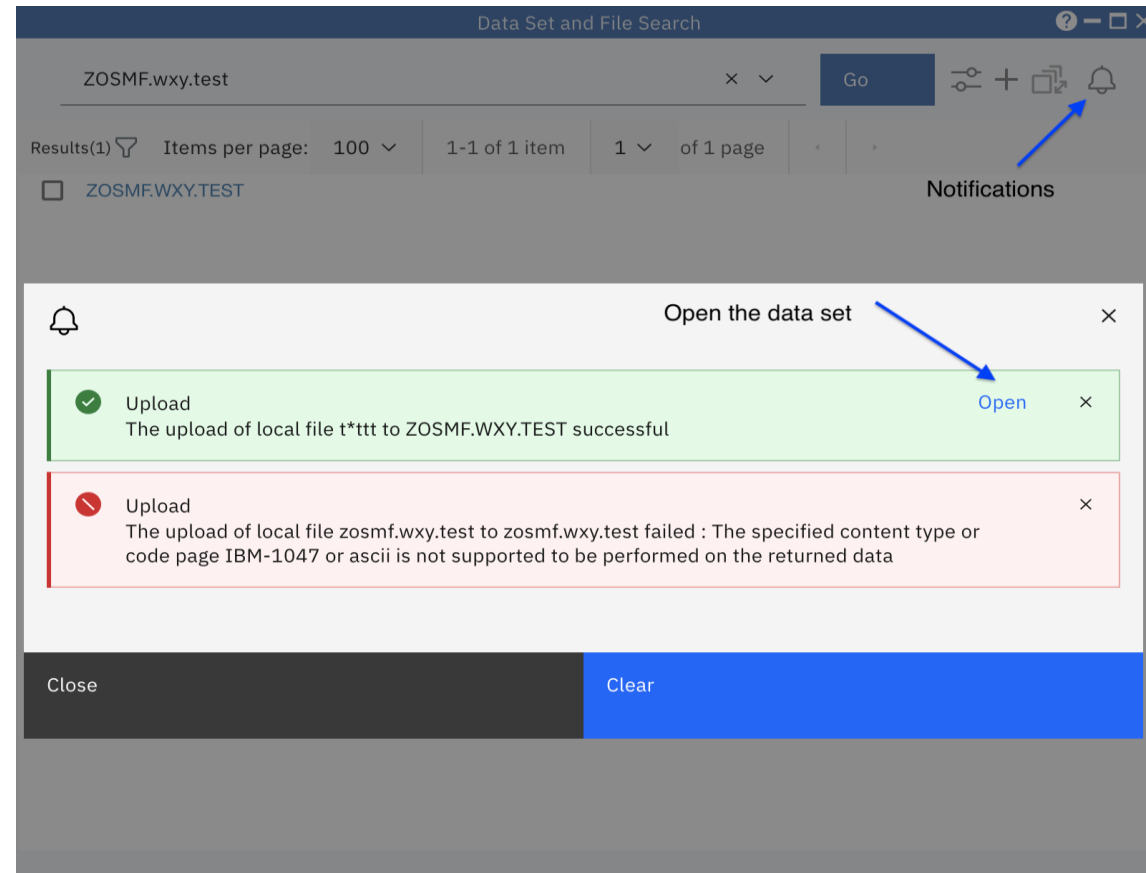 Data Set and File Search
ZOSMF.wxy.test
Go
Results(1) Items per page: 100 1-1 of 1 item 1 of 1 page
ZOSMF.WXY.TEST
Notifications
Open the data set
Upload
Open
The upload of local file t*ttt to ZOSMF.WXY.TEST successful
Upload
The upload of local file zosmf.wxy.test to zosmf.wxy.test failed : The specified content type or
code page IBM-1047 or ascii is not supported to be performed on the returned data
Close
Clear